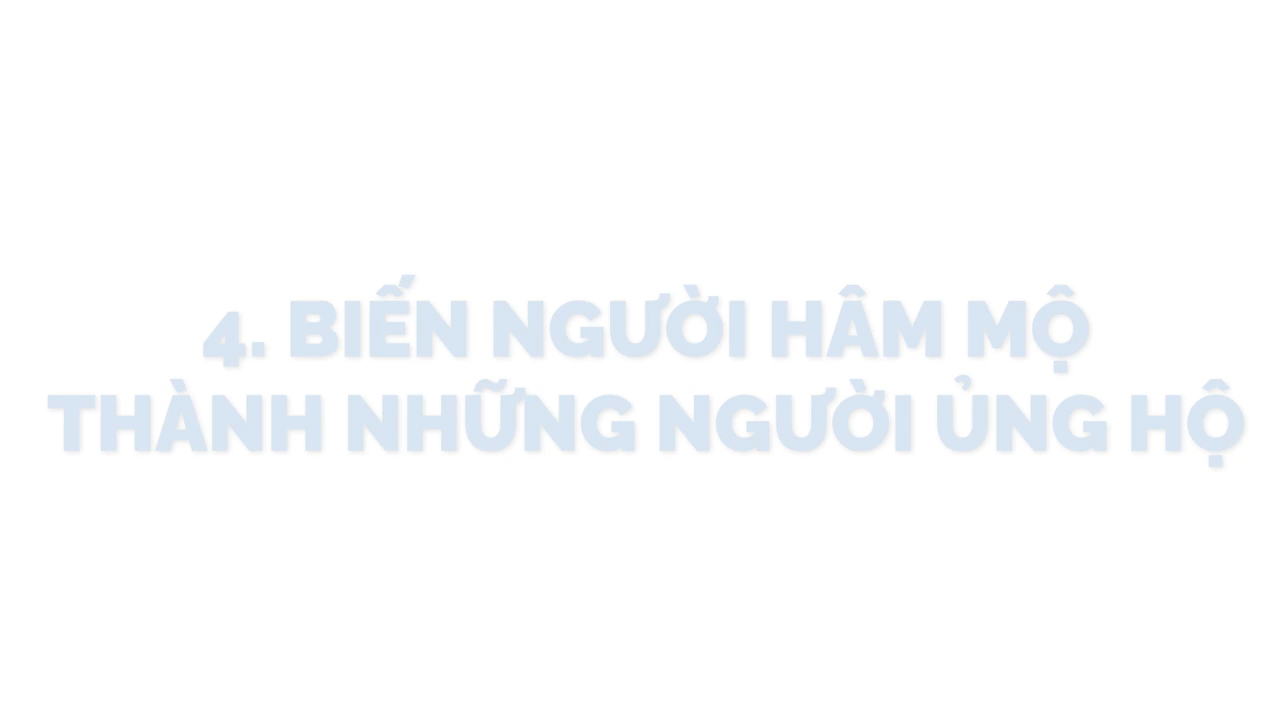 4. BIẾN NGƯỜI HÂM MỘ
THÀNH NHỮNG NGƯỜI ỦNG HỘ